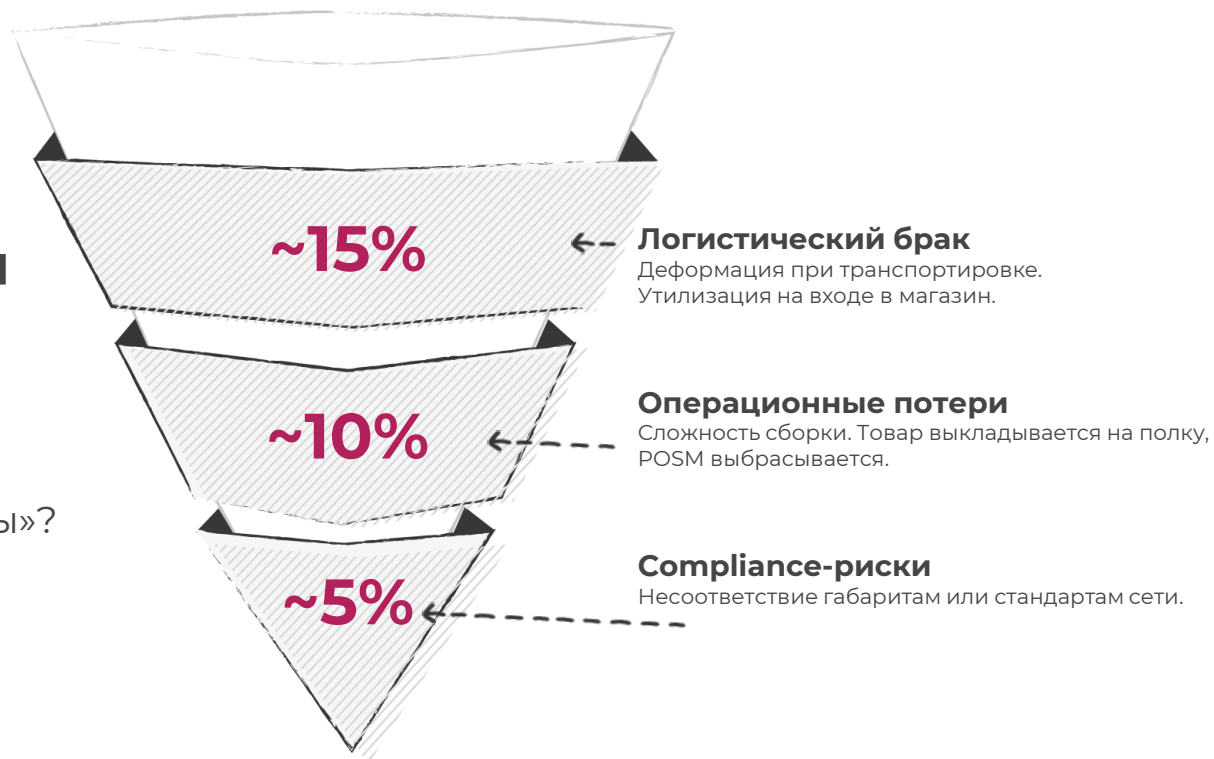 ~15%
Логистический брак
Деформация при транспортировке.
Утилизация на входе в магазин.
~10%
Операционные потери
Сложность сборки. Товар выкладывается на полку,
POSM выбрасывается.
ы»?
~5%
Compliance-риски
Несоответствие габаритам или стандартам сети.